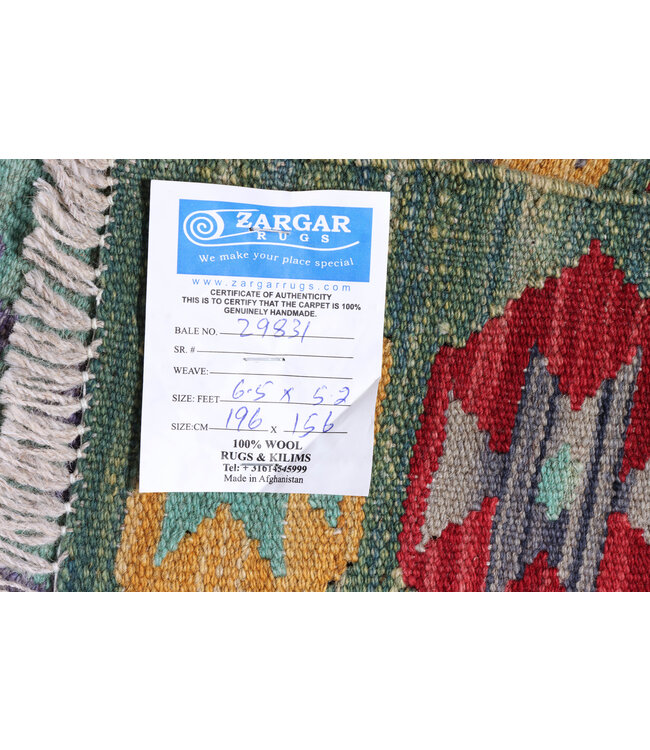 ZARGAR
RUGS
We make your place special
www.zargarrugs.com
CERTIFICATE OF AUTHENTICITY
THIS IS TO CERTIFY THAT THE CARPET IS 100%
GENUINELY HANDMADE.
BALE NO. 29831
SR. #
WEAVE:
SIZE: FEET 6.5 x 5.2
SIZE:CM 196 x 156
100% WOOL
RUGS & KILIMS
Tel: + 31614545999
Made in Afghanistan